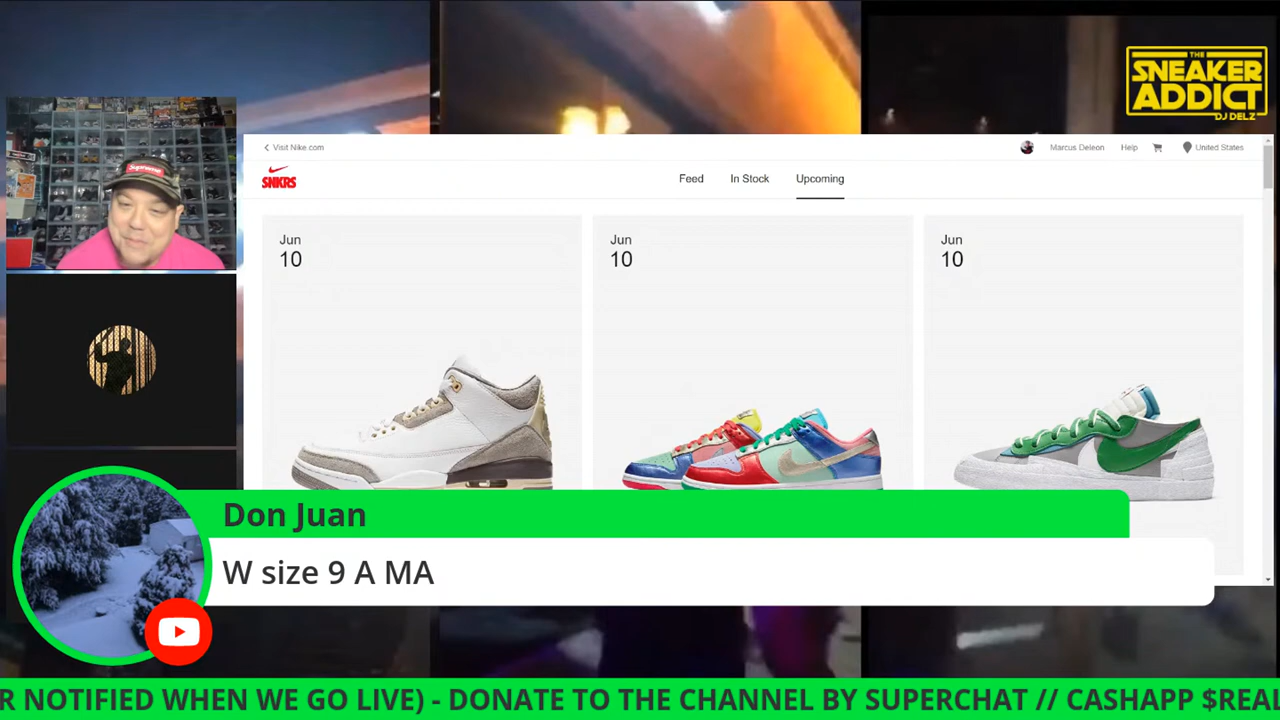 THE
SNEAKER
ADDICT
DJ DELZ
Visit Nike.com
Marcus Deleon
Help
United States
SNKRS
Feed
In Stock
Upcoming
Jun
10
Jun
10
Jun
10
Supreme
Don Juan
W size 9 A MA
R NOTIFIED WHEN WE GO LIVE) - DONATE TO THE CHANNEL BY SUPERCHAT // CASHAPP $REAL